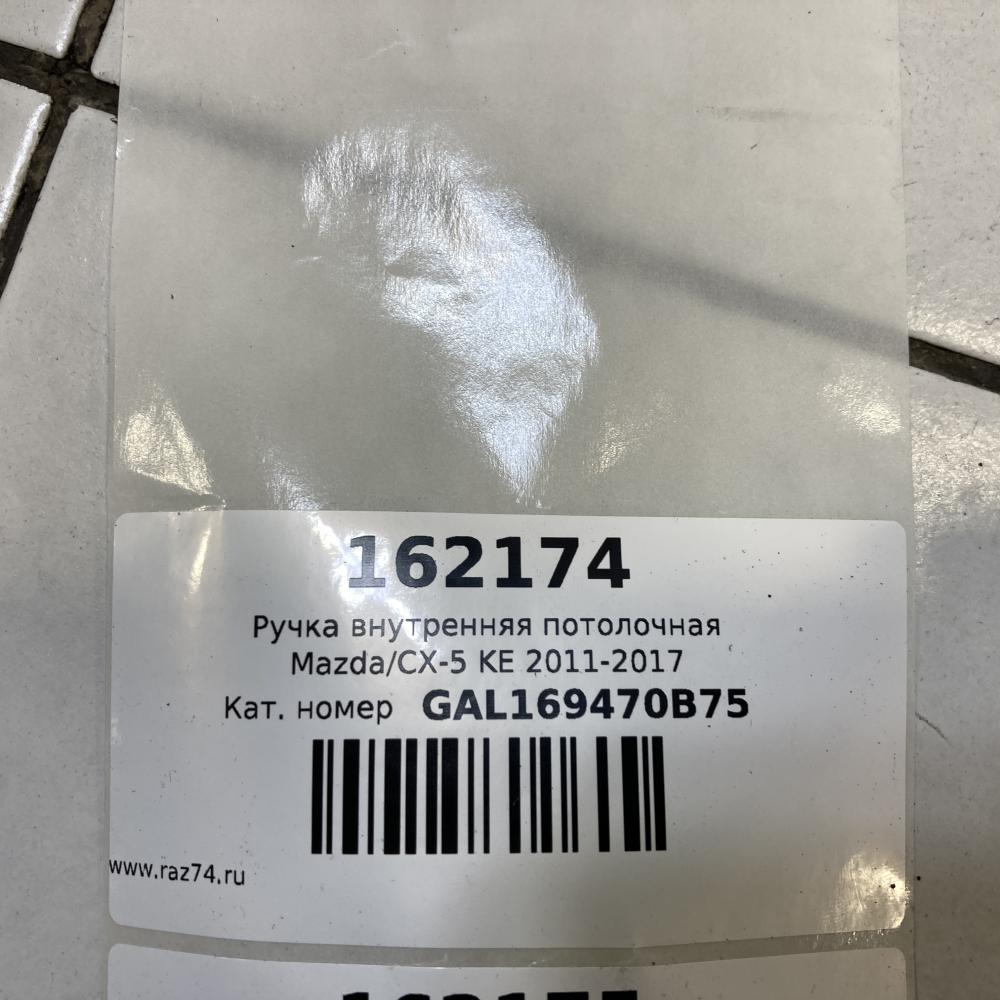 162174
Ручка внутренняя потолочная
Mazda/CX-5 KE 2011-2017
Кат. номер GAL169470B75
www.raz74.ru